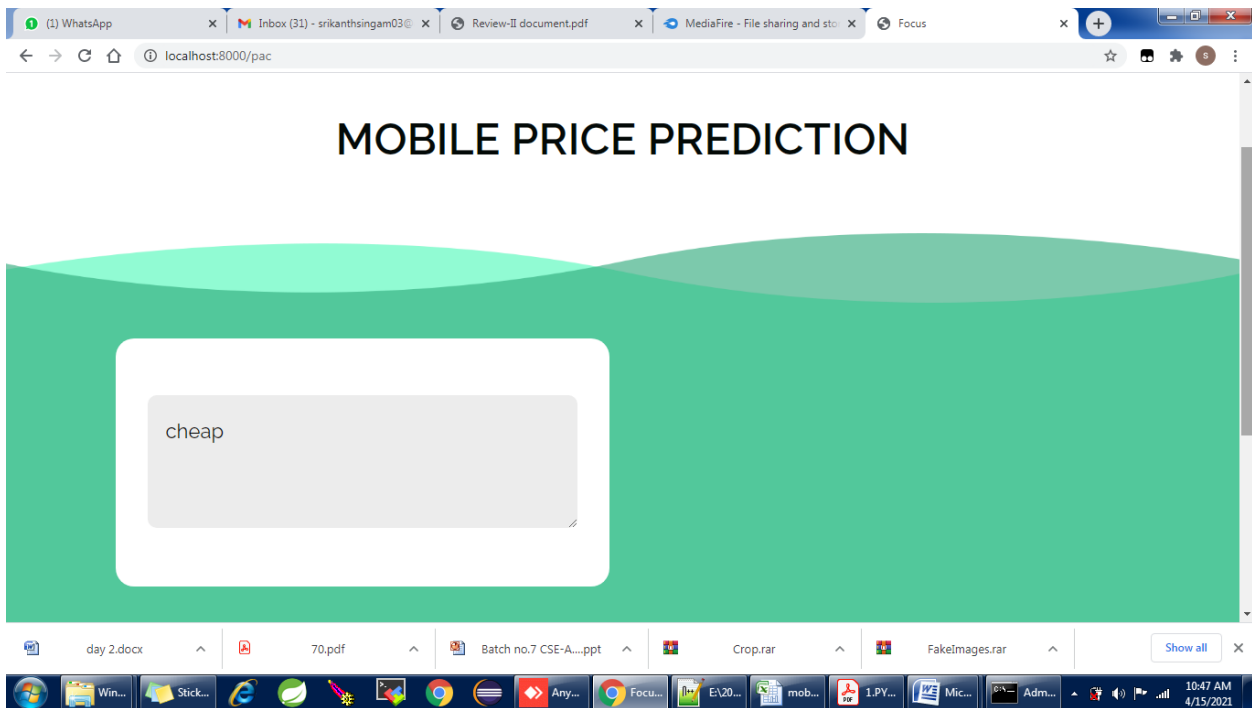 (1) WhatsApp
Inbox (31) - srikanthsingam03@
Review-II document.pdf
MediaFire - File sharing and sto
Focus
localhost:8000/pac
s
MOBILE PRICE PREDICTION
cheap
day 2.docx
70.pdf
Batch no.7 CSE-A....ppt
Crop.rar
FakeImages.rar
Show all
Win...
Stick...
Any...
Focu...
E:\20...
mob...
1.PY...
Mic...
Adm...
10:47 AM
4/15/2021